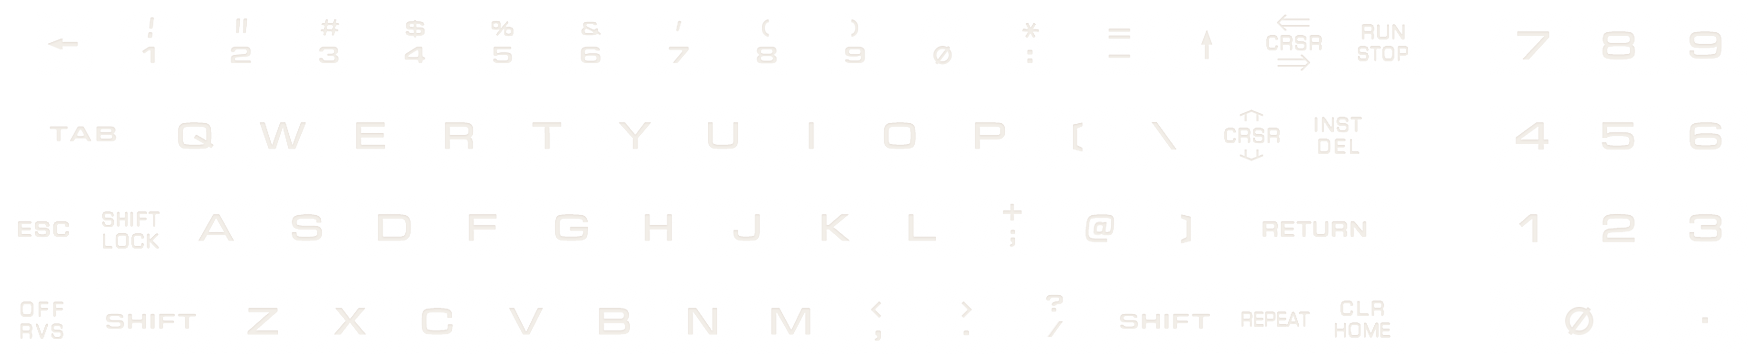 ← ! " # $ % & ' ( ) * = ⇐ RUN
1 2 3 4 5 6 7 8 9 Ø : - ↑ CRSR STOP 7 8 9
⇒
TAB Q W E R T Y U I O P [ \ CRSR INST DEL 4 5 6
ESC SHIFT LOCK A S D F G H J K L + ; @ ] RETURN 1 2 3
OFF RVS SHIFT Z X C V B N M < , > . ? / SHIFT REPEAT CLR HOME Ø .